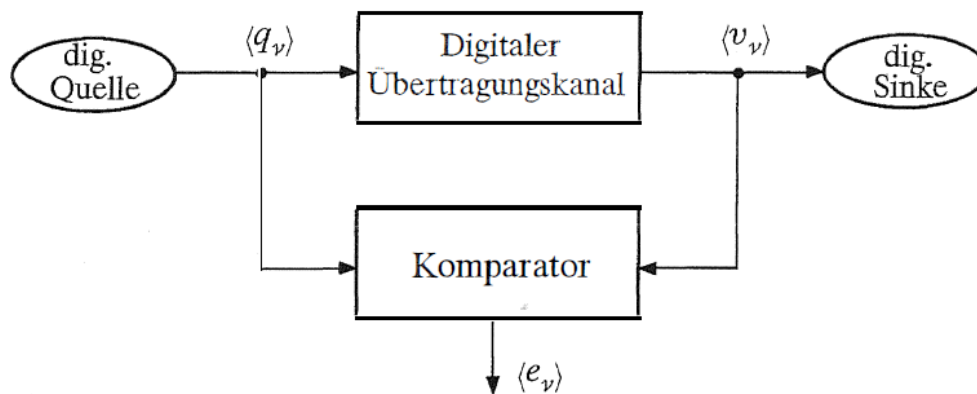 dig.
Quelle
⟨q_ν⟩
Digitaler
Übertragungskanal
⟨υ_ν⟩
dig.
Sinke
Komparator
⟨e_ν⟩